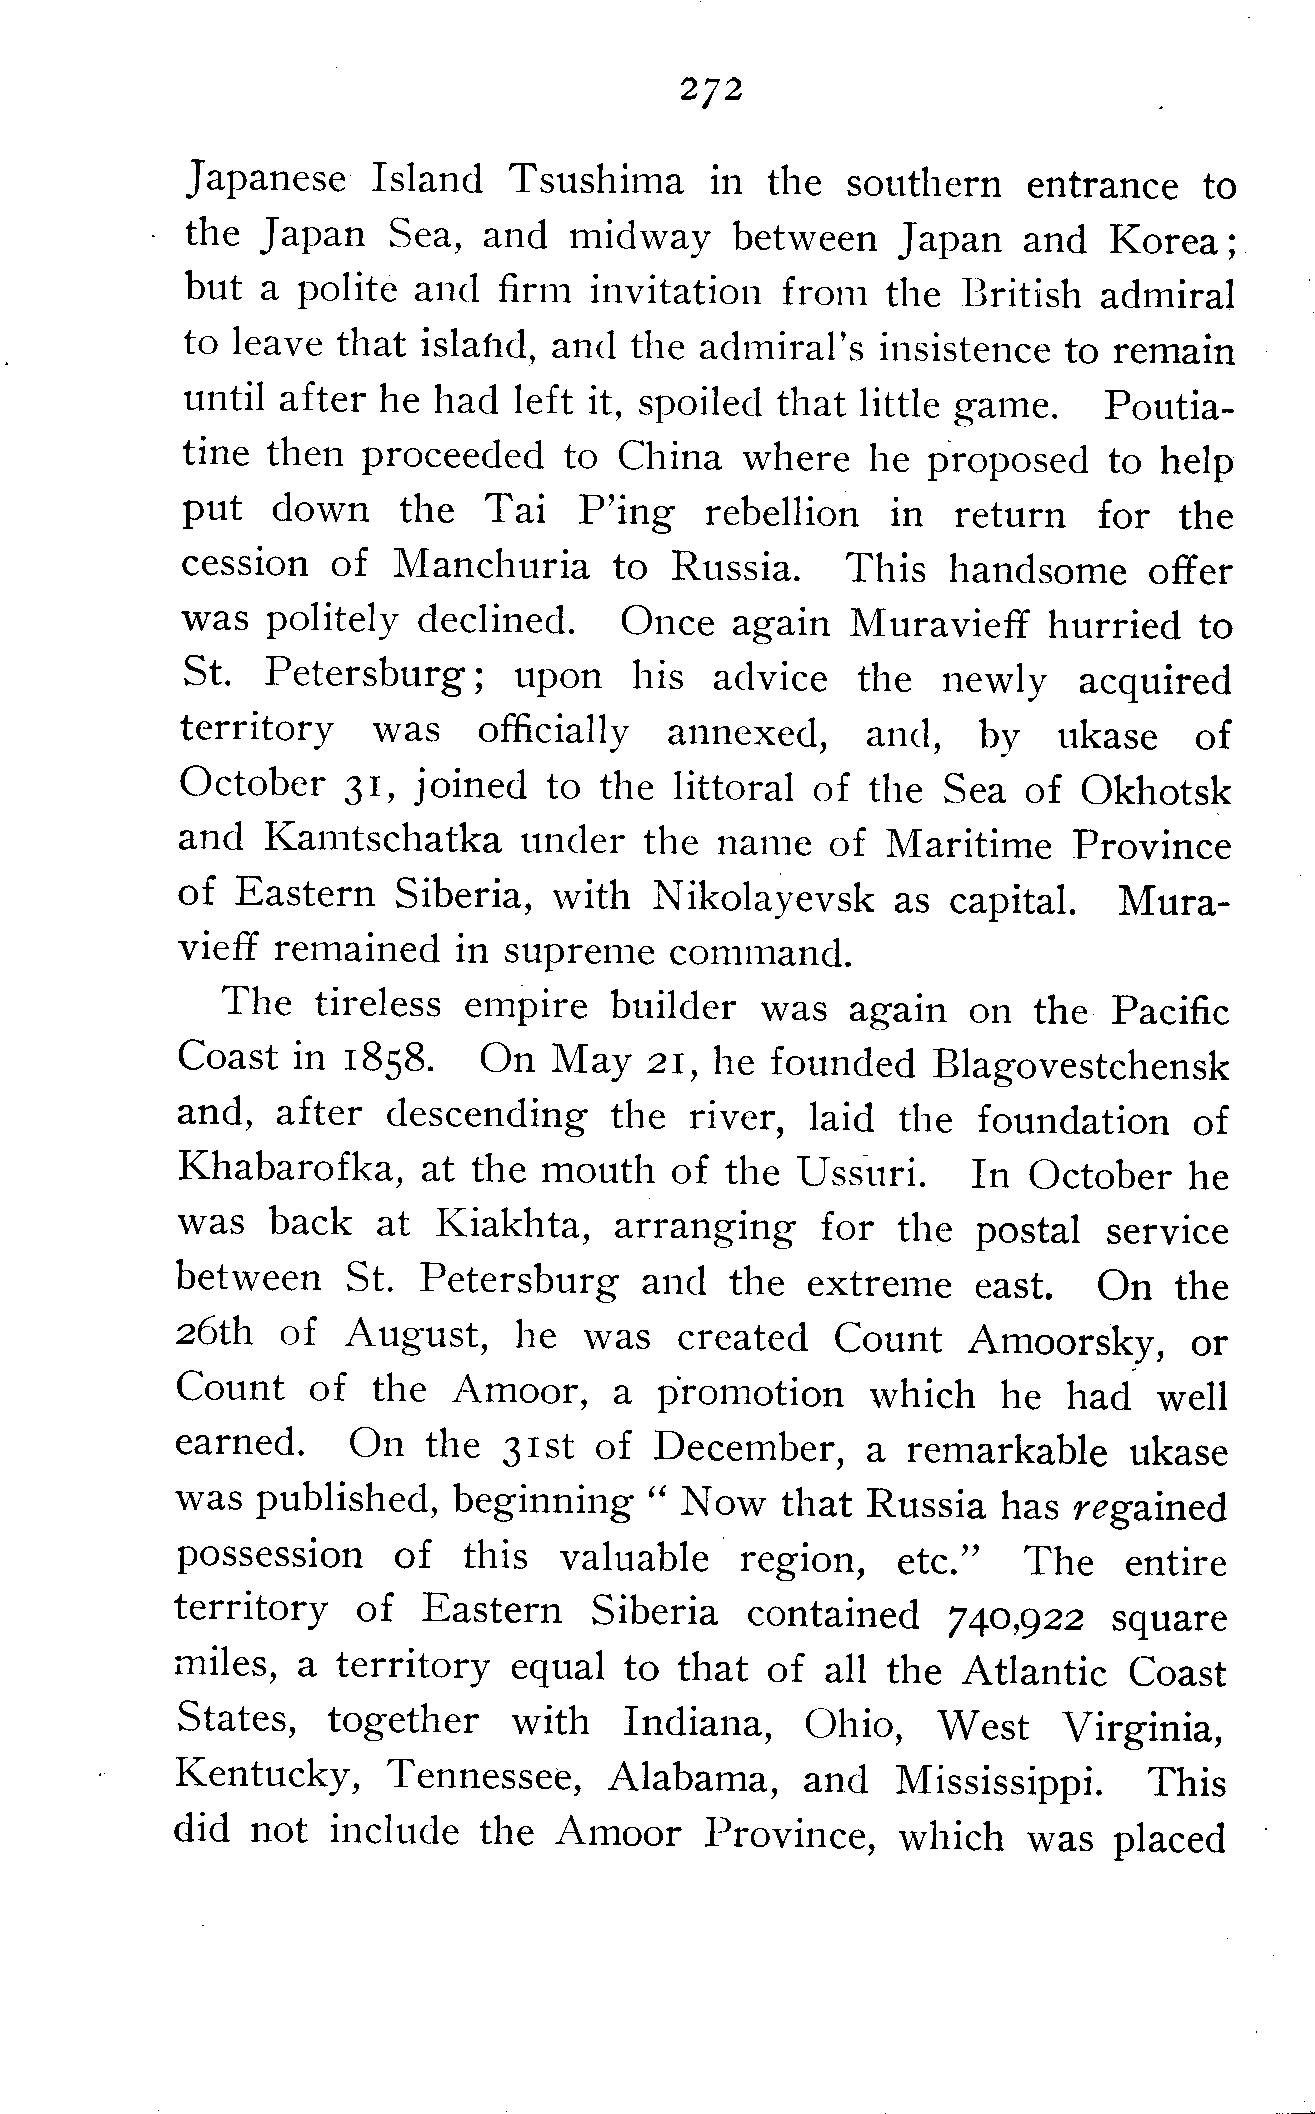 272
Japanese Island Tsushima in the southern entrance to
the Japan Sea, and midway between Japan and Korea;
but a polite and firm invitation from the British admiral
to leave that island, and the admiral's insistence to remain
until after he had left it, spoiled that little game. Poutia-
tine then proceeded to China where he proposed to help
put down the Tai P'ing rebellion in return for the
cession of Manchuria to Russia. This handsome offer
was politely declined. Once again Muravieff hurried to
St. Petersburg; upon his advice the newly acquired
territory was officially annexed, and, by ukase of
October 31, joined to the littoral of the Sea of Okhotsk
and Kamtschatka under the name of Maritime Province
of Eastern Siberia, with Nikolayevsk as capital. Mura-
vieff remained in supreme command.
The tireless empire builder was again on the Pacific
Coast in 1858. On May 21, he founded Blagovestchensk
and, after descending the river, laid the foundation of
Khabarofka, at the mouth of the Ussuri. In October he
was back at Kiakhta, arranging for the postal service
between St. Petersburg and the extreme east. On the
26th of August, he was created Count Amoorsky, or
Count of the Amoor, a promotion which he had well
earned. On the 31st of December, a remarkable ukase
was published, beginning " Now that Russia has regained
possession of this valuable region, etc." The entire
territory of Eastern Siberia contained 740,922 square
miles, a territory equal to that of all the Atlantic Coast
States, together with Indiana, Ohio, West Virginia,
Kentucky, Tennessee, Alabama, and Mississippi. This
did not include the Amoor Province, which was placed